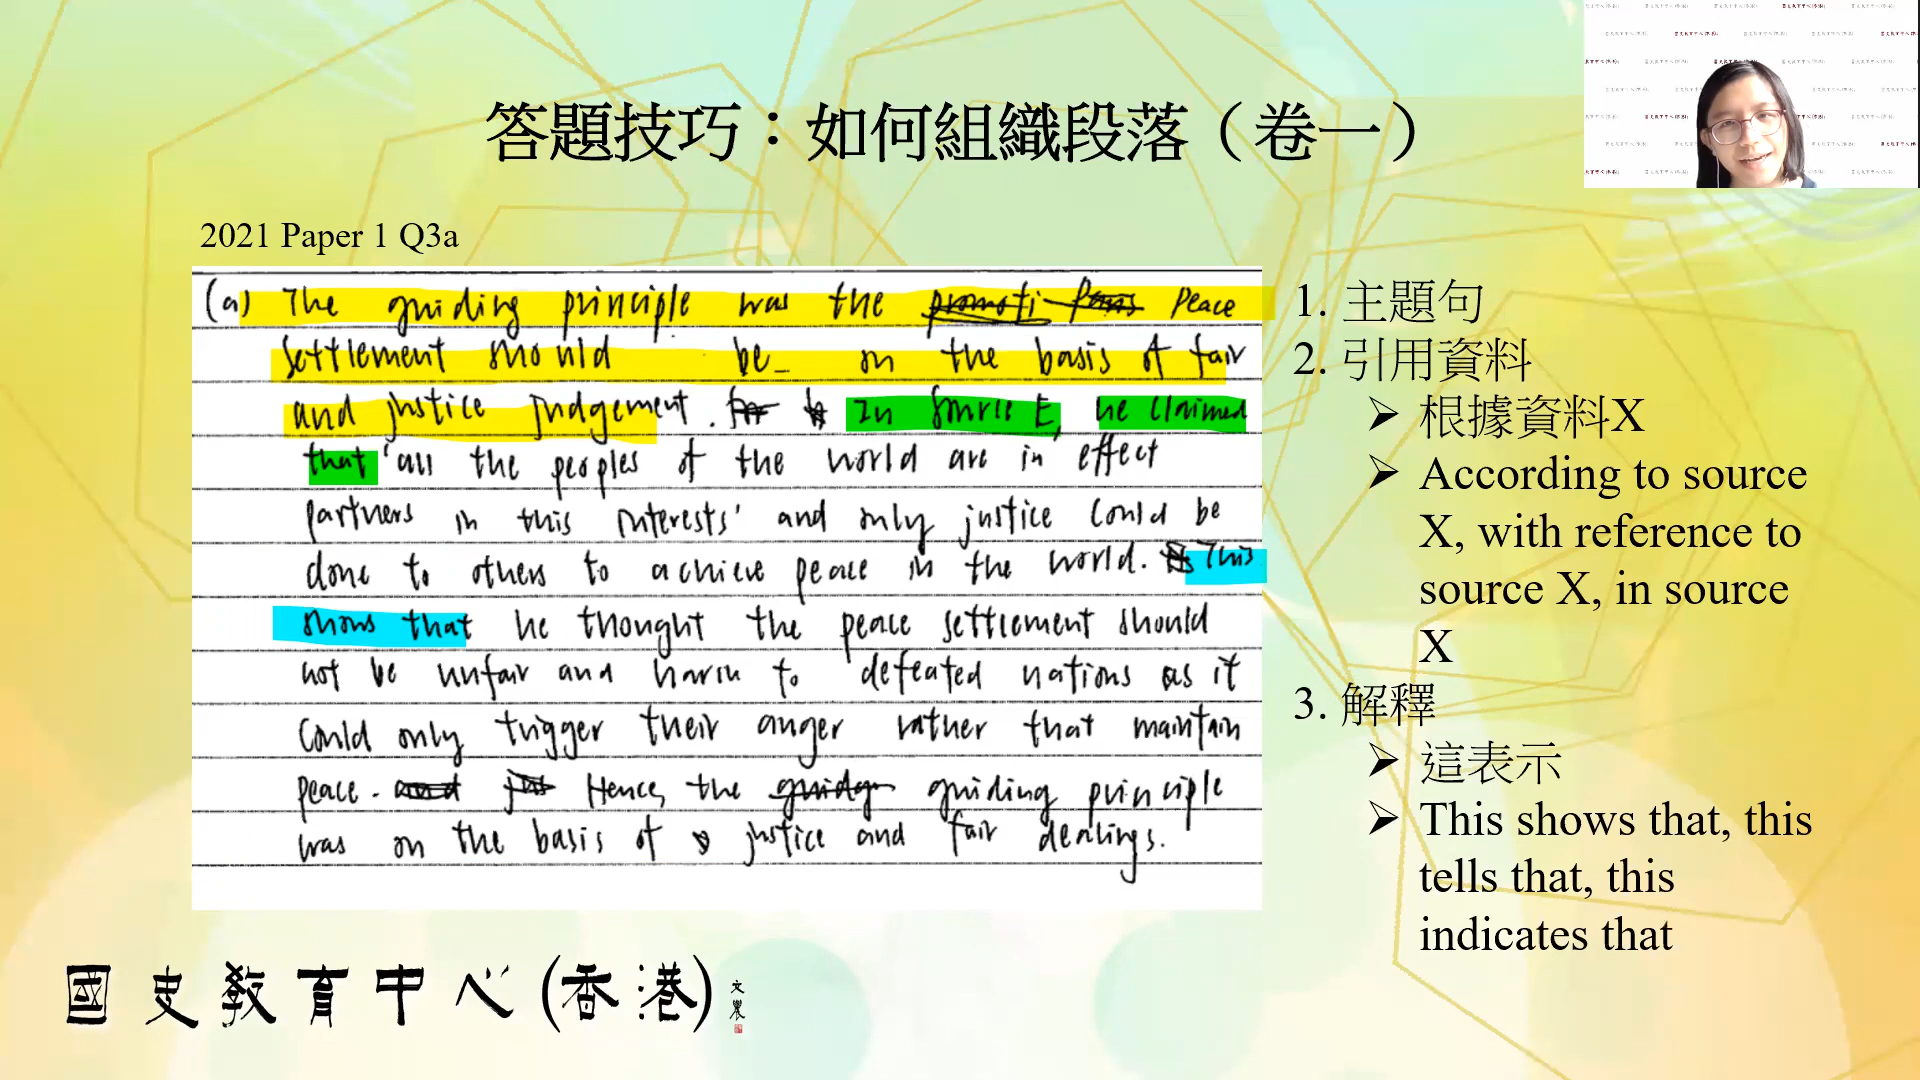 答題技巧：如何組織段落（卷一）
2021 Paper 1 Q3a
(a) The guiding principle was the promoti Peace
settlement should be on the basis of fair
and justice judgement. In Source E, he claimed
that 'all the peoples of the world are in effect
partners in this interests' and only justice could be
done to others to achieve peace in the world. This
shows that he thought the peace settlement should
not be unfair and harm to defeated nations as it
could only trigger their anger rather that maintain
peace. Hence, the guiding principle
was on the basis of justice and fair dealings.
1. 主題句
2. 引用資料
➢ 根據資料X
➢ According to source
X, with reference to
source X, in source
X
3. 解釋
➢ 這表示
➢ This shows that, this
tells that, this
indicates that
國史教育中心(香港)